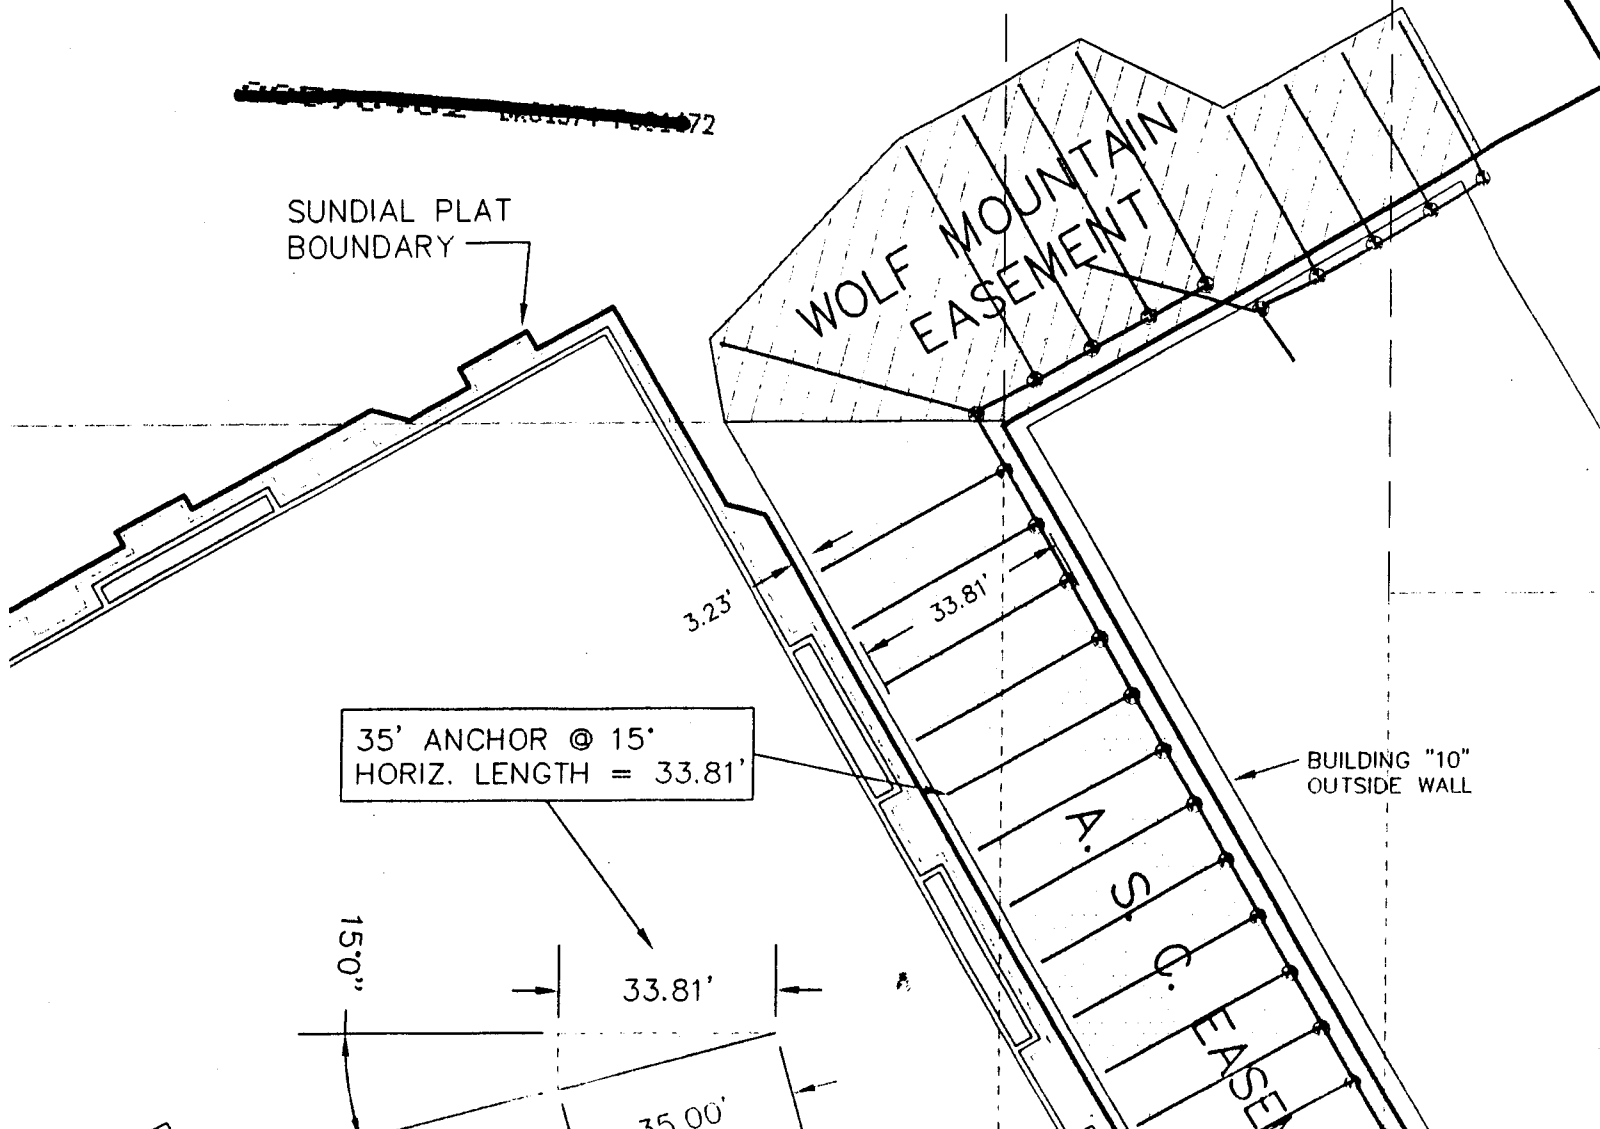 72
SUNDIAL PLAT
BOUNDARY
WOLF MOUNTAIN
EASEMENT
3.23'
33.81'
35' ANCHOR @ 15°
HORIZ. LENGTH = 33.81'
BUILDING "10"
OUTSIDE WALL
A. S. C.
15°0"
33.81'
35.00'